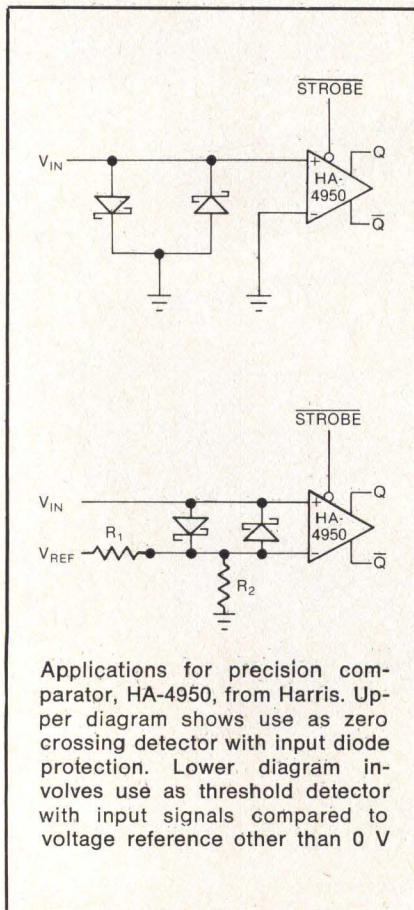 STROBE
V_IN
+
HA-
4950
-
Q
Q̅
STROBE
V_IN
+
HA-
4950
-
Q
Q̅
V_REF
R₁
R₂
Applications for precision com-
parator, HA-4950, from Harris. Up-
per diagram shows use as zero
crossing detector with input diode
protection. Lower diagram in-
volves use as threshold detector
with input signals compared to
voltage reference other than 0 V